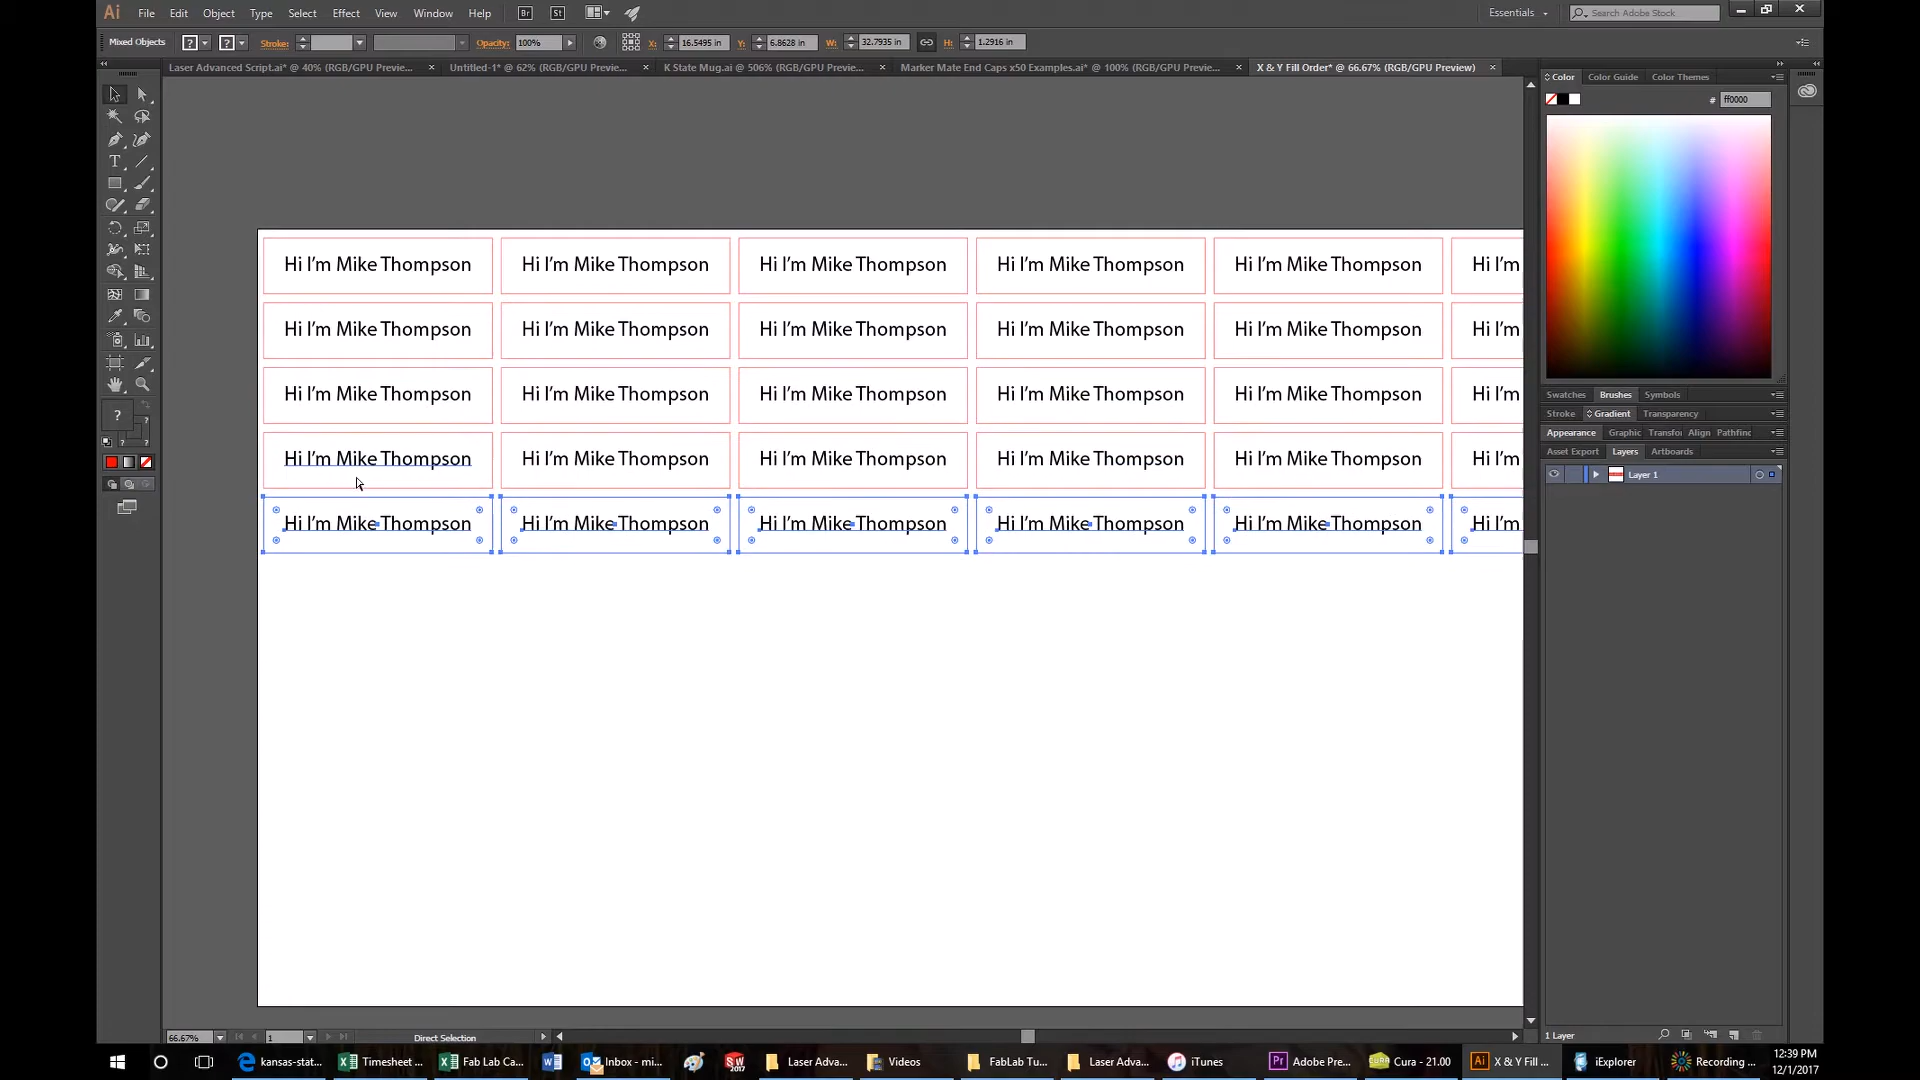 Ai File Edit Object Type Select Effect View Window Help Br St Essentials Search Adobe Stock
Mixed Objects ? ? Stroke: Opacity: 100% X: 16.5495 in Y: 6.8628 in W: 32.7935 in H: 1.2916 in
Laser Advanced Script.ai* @ 40% (RGB/GPU Previe... Untitled-1* @ 62% (RGB/GPU Previe... K State Mug.ai @ 506% (RGB/GPU Previe... Marker Mate End Caps x50 Examples.ai* @ 100% (RGB/GPU Previe... X & Y Fill Order* @ 66.67% (RGB/GPU Preview)
Color Color Guide Color Themes
# ff0000
Hi I'm Mike Thompson Hi I'm Mike Thompson Hi I'm Mike Thompson Hi I'm Mike Thompson Hi I'm Mike Thompson Hi I'm
Hi I'm Mike Thompson Hi I'm Mike Thompson Hi I'm Mike Thompson Hi I'm Mike Thompson Hi I'm Mike Thompson Hi I'm
Hi I'm Mike Thompson Hi I'm Mike Thompson Hi I'm Mike Thompson Hi I'm Mike Thompson Hi I'm Mike Thompson Hi I'm
Hi I'm Mike Thompson Hi I'm Mike Thompson Hi I'm Mike Thompson Hi I'm Mike Thompson Hi I'm Mike Thompson Hi I'm
Hi I'm Mike Thompson Hi I'm Mike Thompson Hi I'm Mike Thompson Hi I'm Mike Thompson Hi I'm Mike Thompson Hi I'm
Swatches Brushes Symbols
Stroke Gradient Transparency
Appearance Graphic Transfor Align Pathfinc
Asset Export Layers Artboards
Layer 1
1 Layer
66.67% 1 Direct Selection
kansas-stat... Timesheet ... Fab Lab Ca... Inbox - mi... SW 2017 Laser Adva... Videos FabLab Tu... Laser Adva... iTunes Adobe Pre... Cura - 21.00 X & Y Fill ... iExplorer Recording ...
12:39 PM
12/1/2017